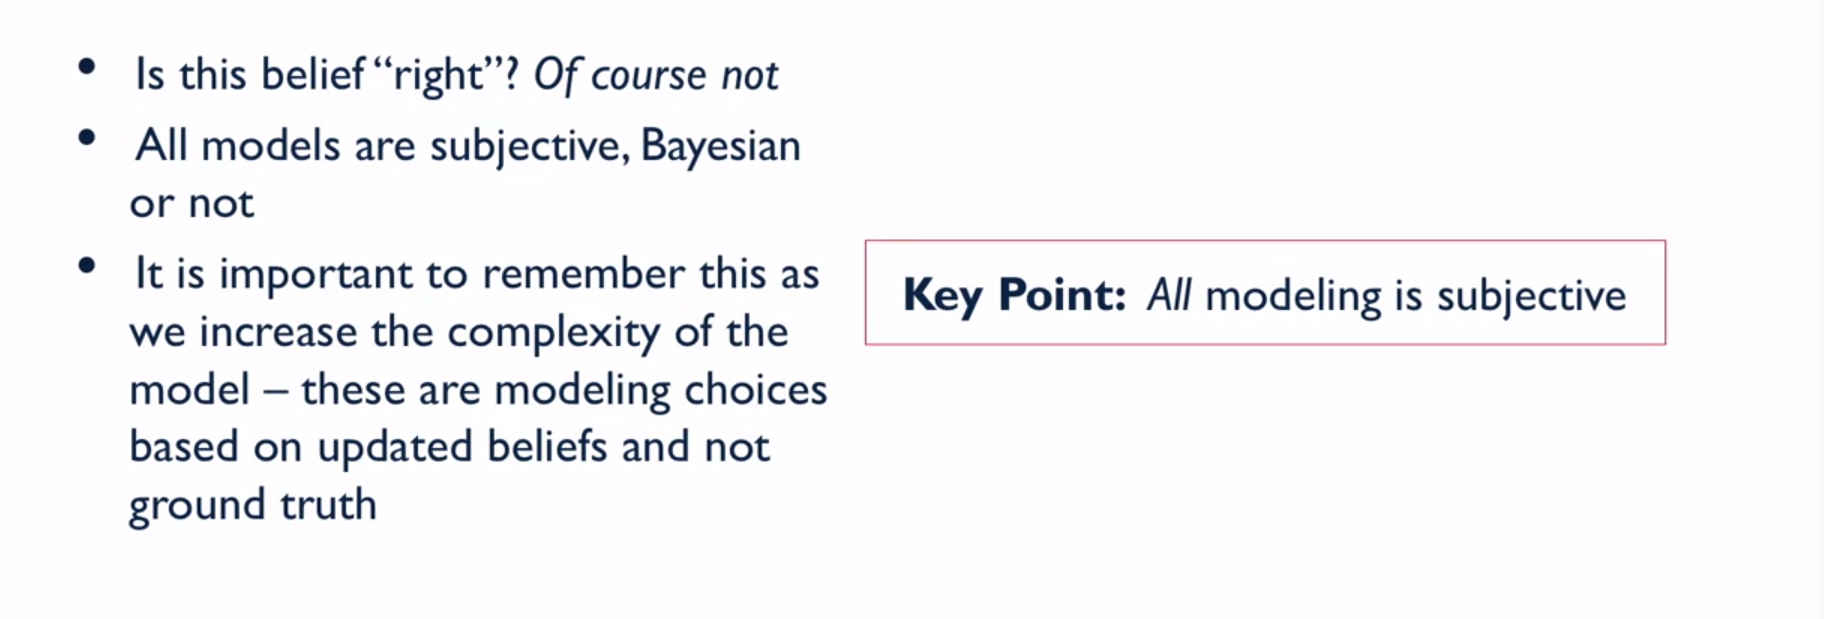 • Is this belief “right”? Of course not
• All models are subjective, Bayesian
or not
• It is important to remember this as
we increase the complexity of the
model – these are modeling choices
based on updated beliefs and not
ground truth
Key Point: All modeling is subjective